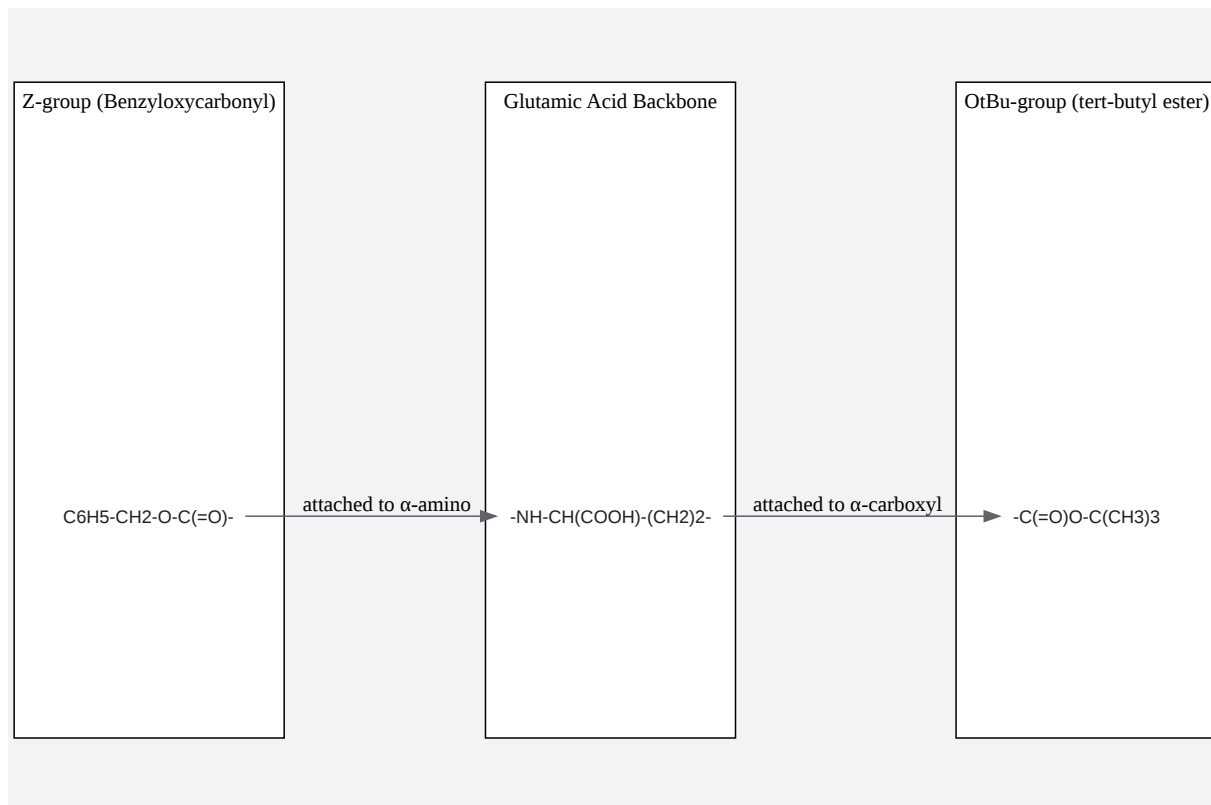 Z-group (Benzyloxycarbonyl)
Glutamic Acid Backbone
OtBu-group (tert-butyl ester)
C6H5-CH2-O-C(=O)-
attached to α-amino
-NH-CH(COOH)-(CH2)2-
attached to α-carboxyl
-C(=O)O-C(CH3)3